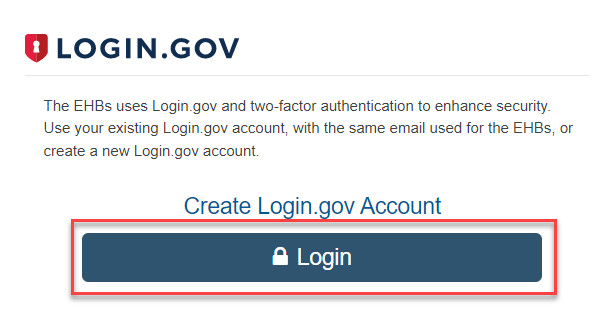 LOGIN.GOV
The EHBs uses Login.gov and two-factor authentication to enhance security.
Use your existing Login.gov account, with the same email used for the EHBs, or
create a new Login.gov account.
Create Login.gov Account
Login